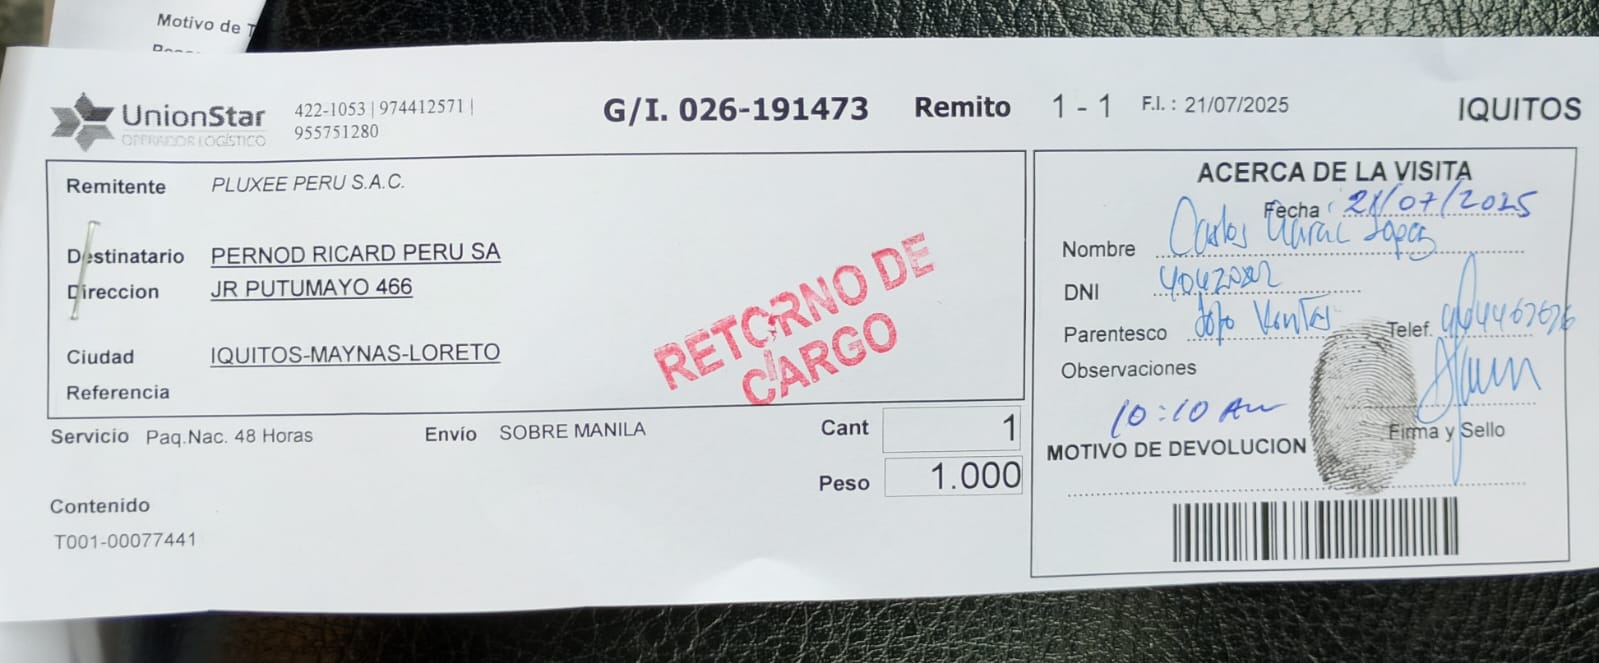 Motivo de T
UnionStar
OPERADOR LOGÍSTICO
422-1053 | 974412571 |
955751280
G/I. 026-191473 Remito 1 - 1 F.I.: 21/07/2025 IQUITOS
Remitente PLUXEE PERU S.A.C.
Destinatario PERNOD RICARD PERU SA
Direccion JR PUTUMAYO 466
Ciudad IQUITOS-MAYNAS-LORETO
Referencia
RETORNO DE
CARGO
Servicio Paq.Nac. 48 Horas Envío SOBRE MANILA Cant 1
Peso 1.000
Contenido
T001-00077441
ACERCA DE LA VISITA
Fecha: 21/07/2025
Nombre Carlos
DNI
Parentesco Ventas Telef.
Observaciones
10:10 Am
Firma y Sello
MOTIVO DE DEVOLUCION